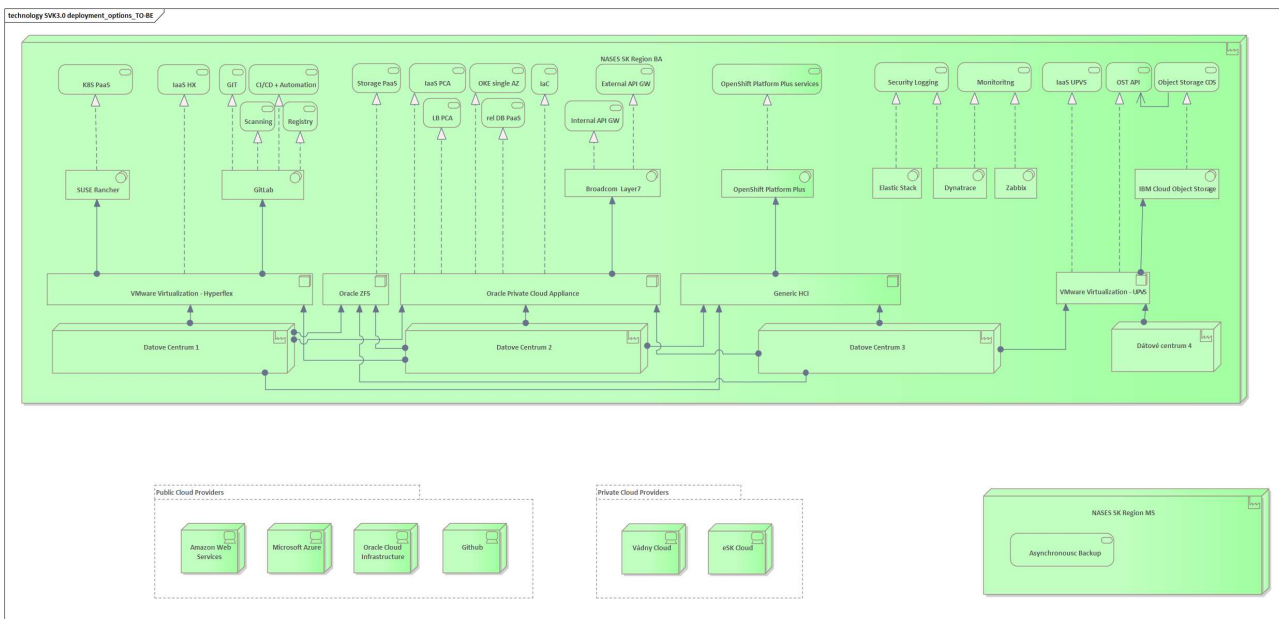 technology SVK3.0 deployment_options_TO-BE
NASES SK Region BA
K8S PaaS
IaaS HX
GIT
CI/CD + Automation
Scanning
Registry
Storage PaaS
IaaS PCA
OKE single AZ
IaC
External API GW
LB PCA
rel DB PaaS
Internal API GW
OpenShift Platform Plus services
Security Logging
Monitoritng
IaaS UPVS
OST API
Object Storage COS
SUSE Rancher
GitLab
Broadcom Layer7
OpenShift Platform Plus
Elastic Stack
Dynatrace
Zabbix
IBM Cloud Object Storage
VMware Virtualization - Hyperflex
Oracle ZFS
Oracle Private Cloud Appliance
Generic HCI
VMware Virtualization - UPVS
Datove Centrum 1
Datove Centrum 2
Datove Centrum 3
Dátové centrum 4
Public Cloud Providers
Amazon Web
Services
Microsoft Azure
Oracle Cloud
Infrastructure
Github
Private Cloud Providers
Vládny Cloud
eSK Cloud
NASES SK Region MS
Asynchronousc Backup